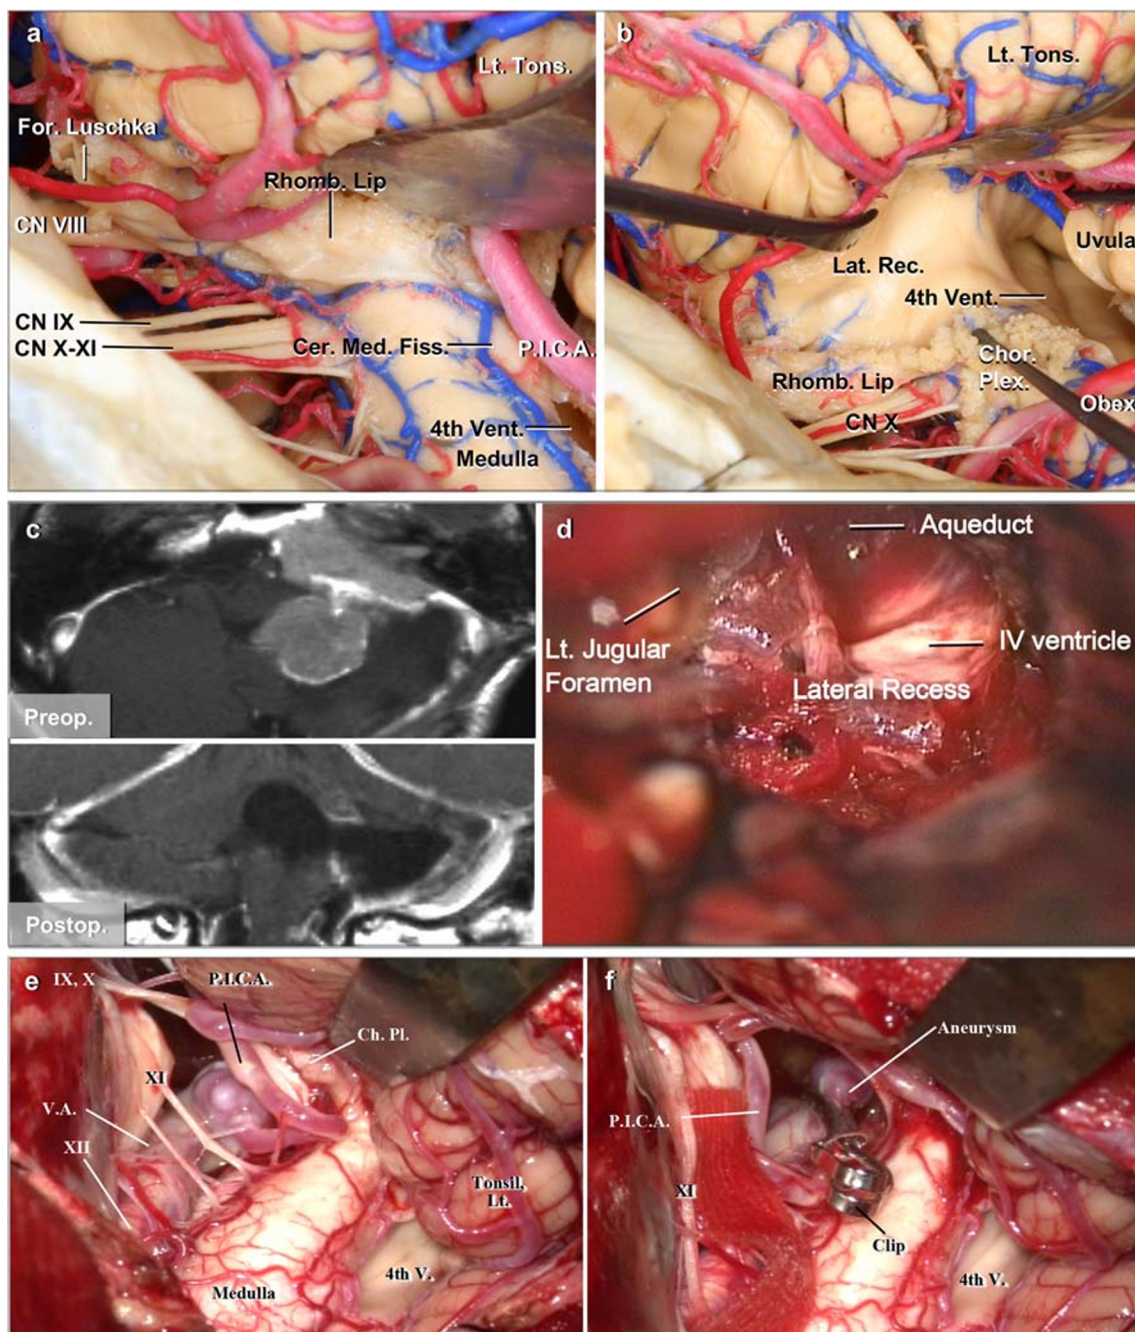 a
Lt. Tons.
For. Luschka
Rhomb. Lip
CN VIII
CN IX
CN X-XI
Cer. Med. Fiss.
P.I.C.A.
4th Vent.
Medulla
b
Lt. Tons.
Uvula
Lat. Rec.
4th Vent.
Chor.
Plex.
Rhomb. Lip
Obex
CN X
c
Preop.
Postop.
d
Aqueduct
IV ventricle
Lt. Jugular
Foramen
Lateral Recess
e
IX, X
P.I.C.A.
Ch. Pl.
XI
V.A.
XII
Tonsil,
Lt.
4th V.
Medulla
f
Aneurysm
P.I.C.A.
XI
Clip
4th V.